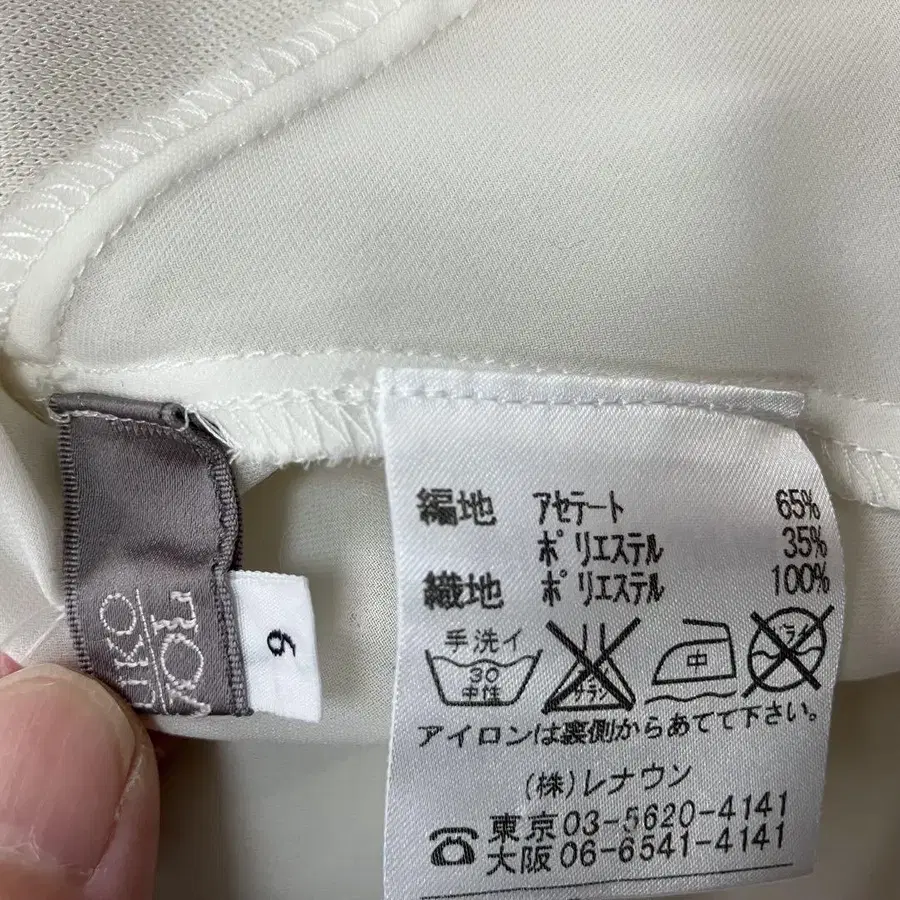 編地 アセテート 65%
ポリエステル 35%
織地 ポリエステル 100%
手洗イ
30
中性
サラシ
中
ドライ
アイロンは裏側からあてて下さい。
(株)レナウン
東京03-5620-4141
大阪06-6541-4141
9